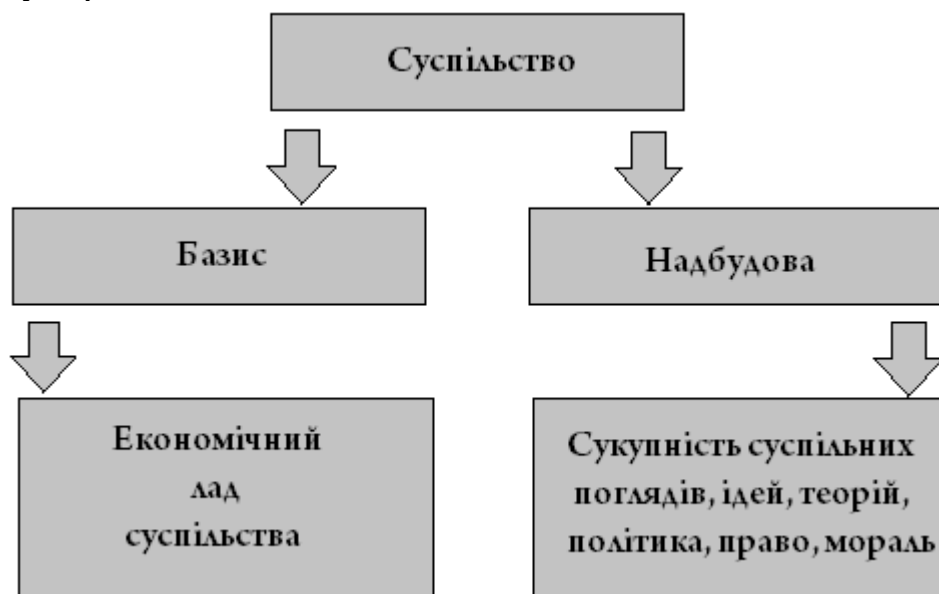 Суспільство
Базис
Надбудова
Економічний
лад
суспільства
Сукупність суспільних
поглядів, ідей, теорій,
політика, право, мораль